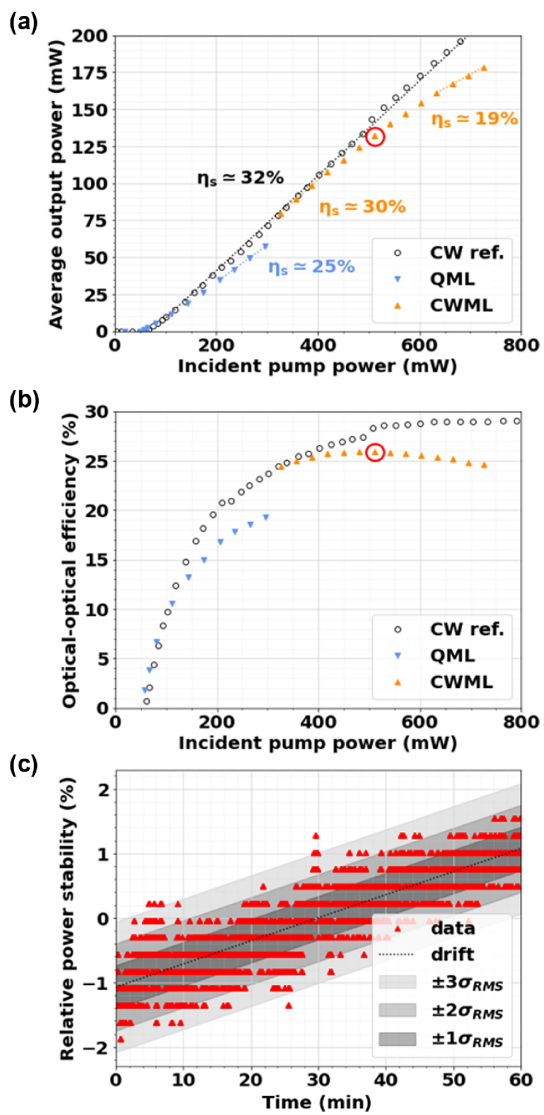 (a)
Average output power (mW)
200
175
150
125
100
75
50
25
0
ηs ≃ 32%
ηs ≃ 19%
ηs ≃ 30%
ηs ≃ 25%
CW ref.
QML
CWML
200 400 600 800
Incident pump power (mW)
(b)
Optical-optical efficiency (%)
30
25
20
15
10
5
0
CW ref.
QML
CWML
0 200 400 600 800
Incident pump power (mW)
(c)
Relative power stability (%)
2
1
0
−1
−2
data
drift
±3σRMS
±2σRMS
±1σRMS
0 10 20 30 40 50 60
Time (min)